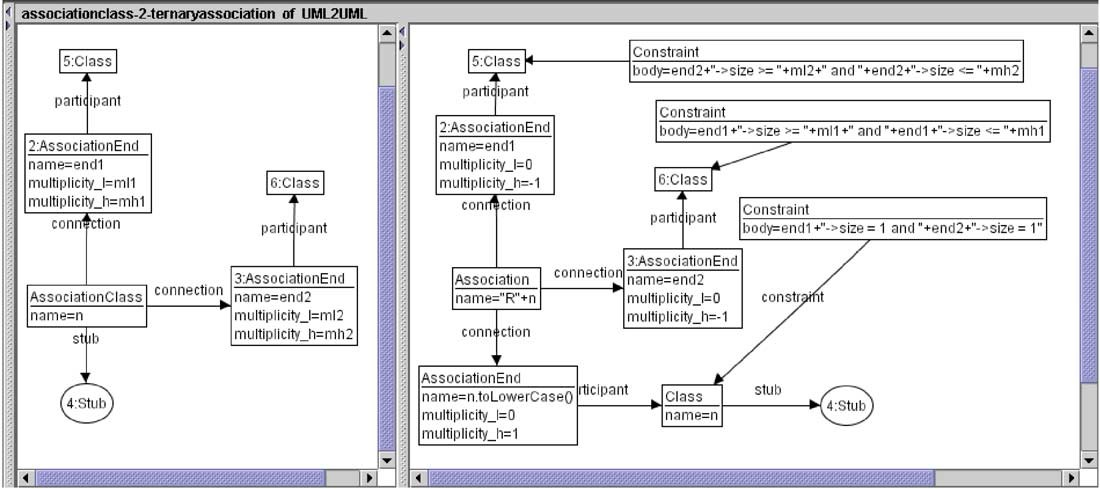 associationclass-2-ternaryassociation of UML2UML
5:Class
participant
2:AssociationEnd
name=end1
multiplicity_l=ml1
multiplicity_h=mh1
connection
6:Class
participant
AssociationClass
name=n
connection
3:AssociationEnd
name=end2
multiplicity_l=ml2
multiplicity_h=mh2
stub
4:Stub
5:Class
Constraint
body=end2+"->size >= "+ml2+" and "+end2+"->size <= "+mh2
participant
Constraint
body=end1+"->size >= "+ml1+" and "+end1+"->size <= "+mh1
2:AssociationEnd
name=end1
multiplicity_l=0
multiplicity_h=-1
connection
6:Class
participant
Constraint
body=end1+"->size = 1 and "+end2+"->size = 1"
Association
name="R"+n
connection
3:AssociationEnd
name=end2
multiplicity_l=0
multiplicity_h=-1
constraint
connection
AssociationEnd
name=n.toLowerCase()
multiplicity_l=0
multiplicity_h=1
rticipant
Class
name=n
stub
4:Stub